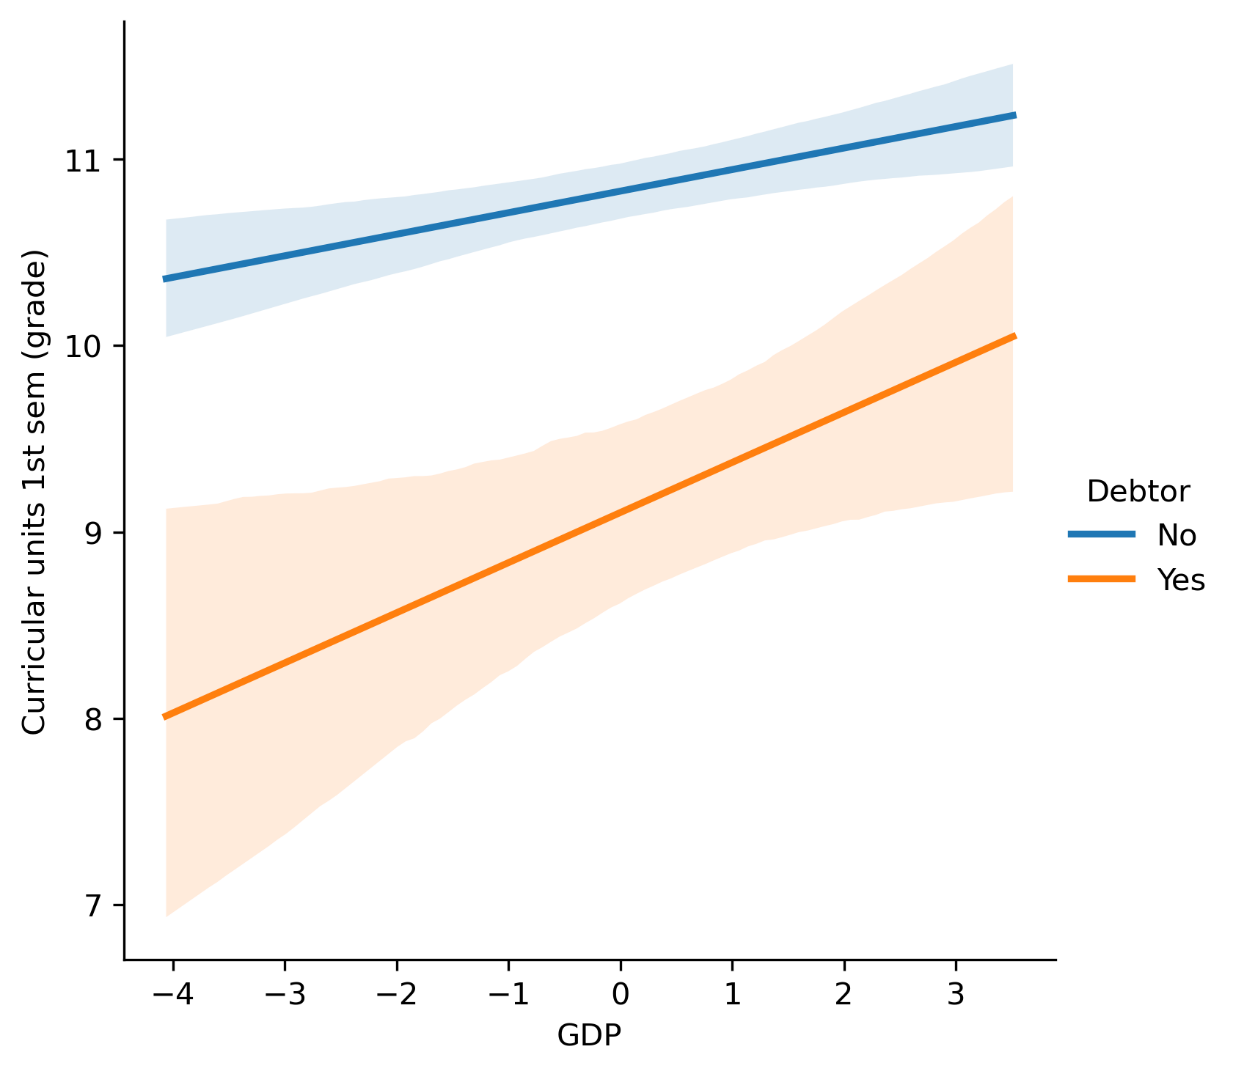 11
10
9
8
7
Curricular units 1st sem (grade)
−4 −3 −2 −1 0 1 2 3
GDP
Debtor
No
Yes